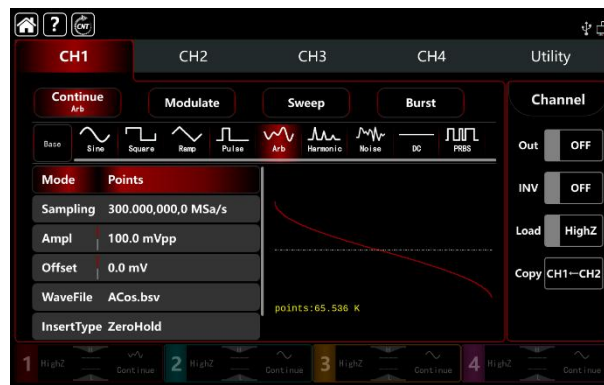 ? CNT
CH1 CH2 CH3 CH4 Utility
Continue Arb Modulate Sweep Burst Channel
Base Sine Square Ramp Pulse Arb Harmonic Noise DC PRBS
Out OFF
Mode Points
INV OFF
Sampling 300.000,000,0 MSa/s
Ampl 100.0 mVpp
Load HighZ
Offset 0.0 mV
Copy CH1←CH2
WaveFile ACos.bsv
points:65.536 K
InsertType ZeroHold
1 HighZ Continue 2 HighZ Continue 3 HighZ Continue 4 HighZ Continue